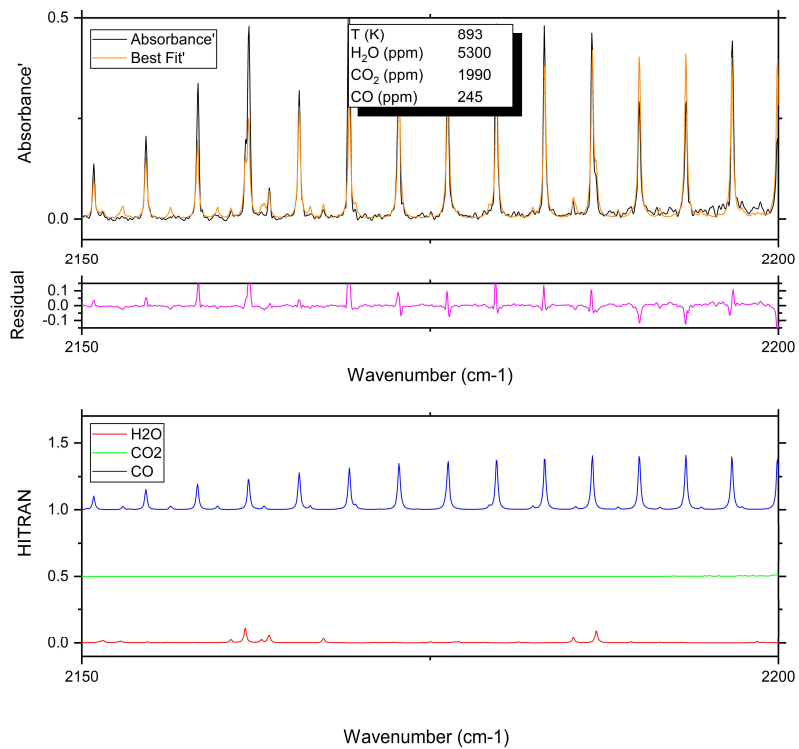 0.5
Absorbance'
Best Fit'
T (K) 893
H₂O (ppm) 5300
CO₂ (ppm) 1990
CO (ppm) 245
Absorbance'
0.0
2150 2200
0.1
0.0
-0.1
Residual
2150 2200
Wavenumber (cm-1)
H2O
CO2
CO
1.5
1.0
HITRAN
0.5
0.0
2150 2200
Wavenumber (cm-1)